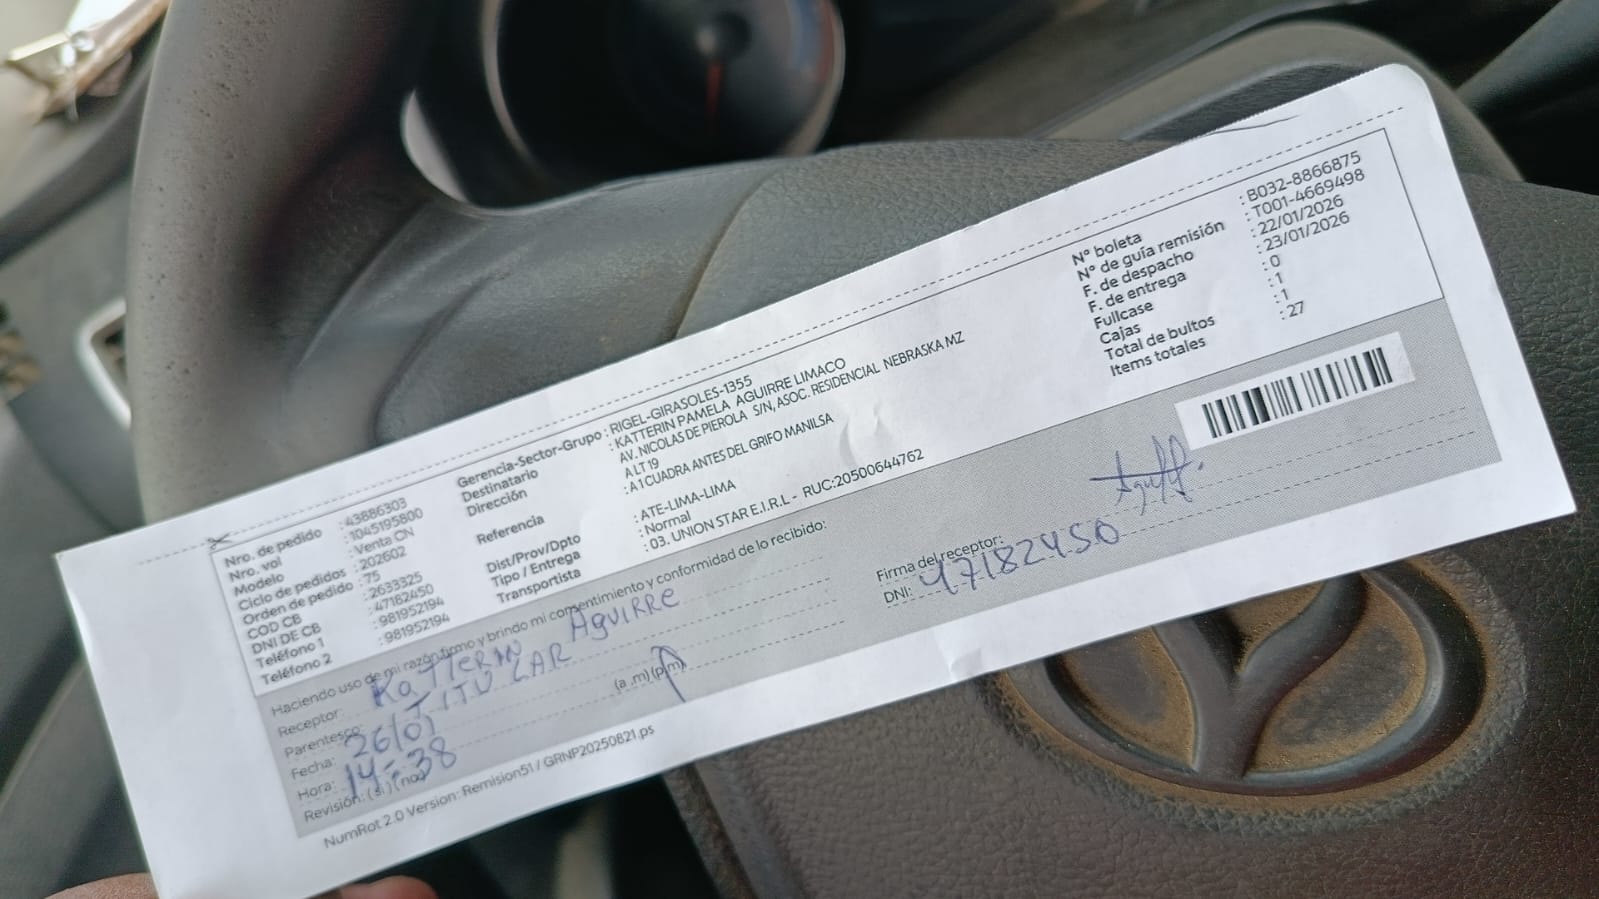 Nro. de pedido : 43886303
Nro. vol : 1045195800
Modelo : Venta CN
Ciclo de pedidos : 202602
Orden de pedido : 75
COD CB : 2633325
DNI DE CB : 47182450
Teléfono 1 : 981952194
Teléfono 2 : 981952194
Gerencia-Sector-Grupo : RIGEL-GIRASOLES-1355
Destinatario : KATTERIN PAMELA AGUIRRE LIMACO
Dirección AV. NICOLAS DE PIEROLA S/N, ASOC. RESIDENCIAL NEBRASKA MZ
A LT 19
Referencia : A 1 CUADRA ANTES DEL GRIFO MANILSA
Dist/Prov/Dpto : ATE-LIMA-LIMA
Tipo / Entrega : Normal
Transportista : 03. UNION STAR E.I.R.L - RUC:20500644762
N° boleta : B032-8866875
N° de guía remisión : T001-4669498
F. de despacho : 22/01/2026
F. de entrega : 23/01/2026
Fullcase : 0
Cajas : 1
Total de bultos : 1
Items totales : 27
Haciendo uso de mi razón firmo y brindo mi consentimiento y conformidad de lo recibido:
Receptor: KaTTERIN Aguirre
Parentesco TITULAR
Fecha: 26/01
Hora: 14:38 (a .m) (p.m)
Revisión: (si) (no)
Firma del receptor:
DNI: 47182450
NumRot 2.0 Version: Remision51 / GRNP20250821.ps